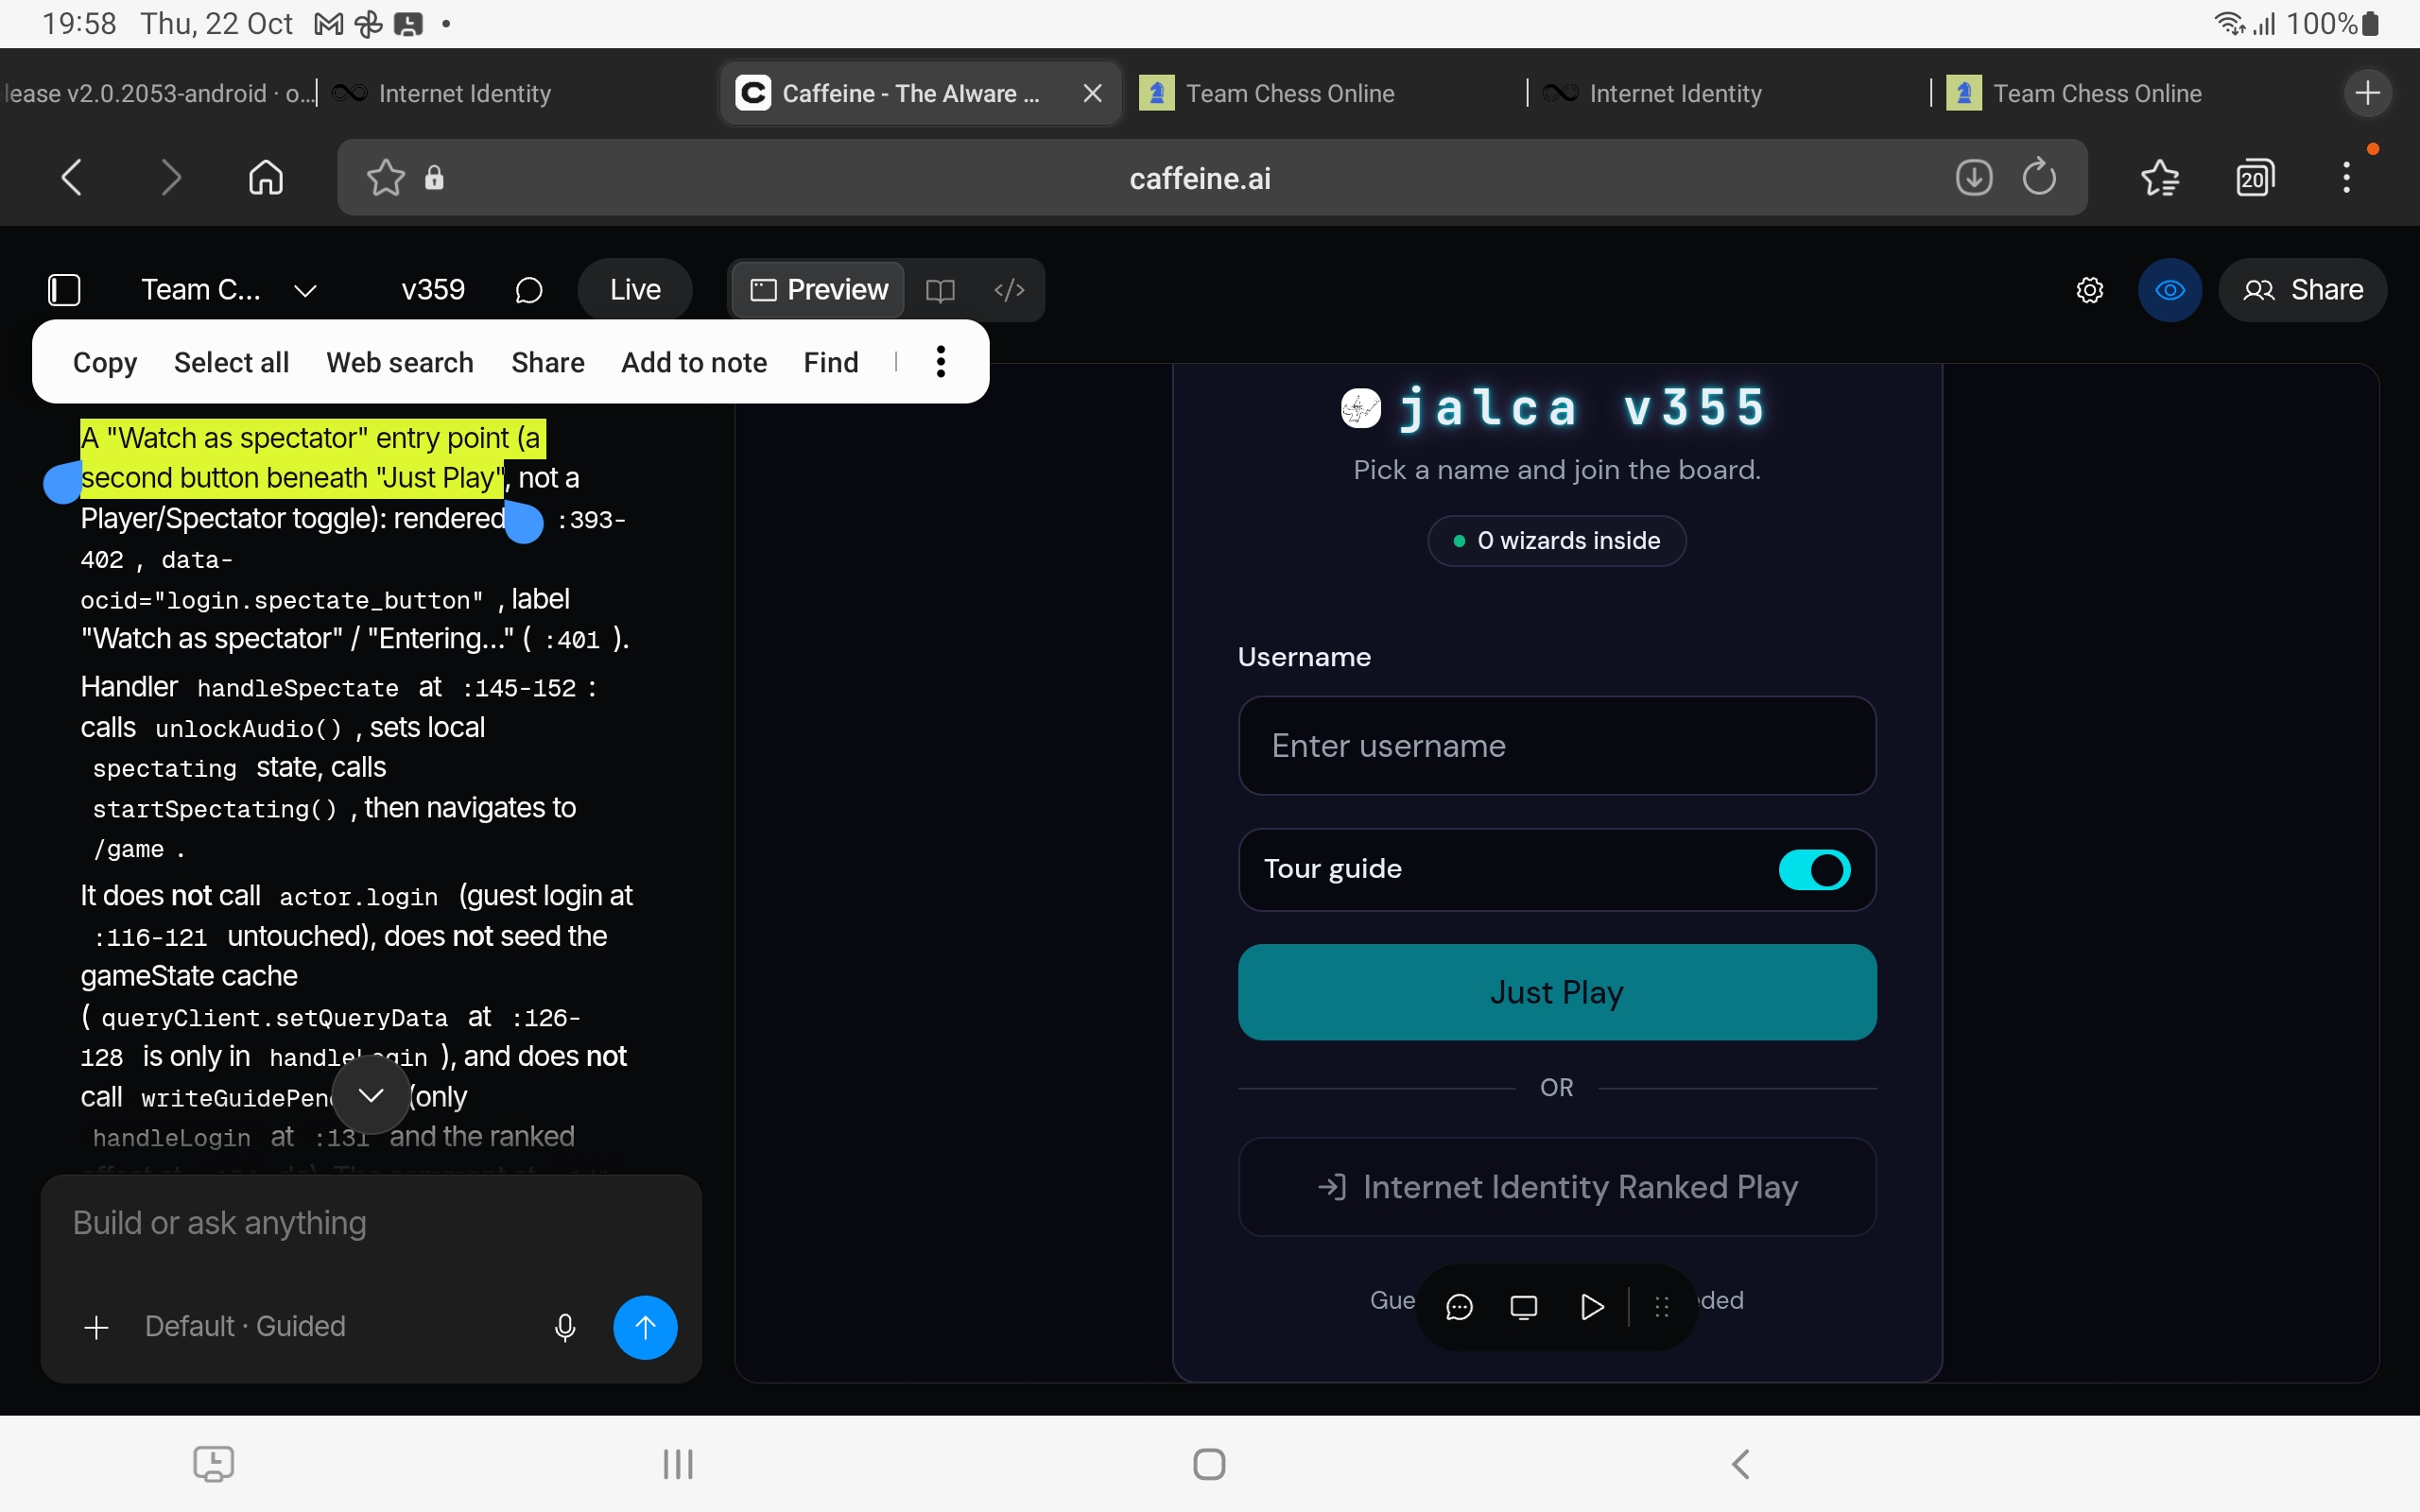 19:58 Thu, 22 Oct
100%
lease v2.0.2053-android · o...
Internet Identity
Caffeine - The AIware ...
Team Chess Online
Internet Identity
Team Chess Online
caffeine.ai
20
Team C...
v359
Live
Preview
Share
Copy
Select all
Web search
Share
Add to note
Find
A "Watch as spectator" entry point (a
second button beneath "Just Play", not a
Player/Spectator toggle): rendered :393-
402 , data-
ocid="login.spectate_button" , label
"Watch as spectator" / "Entering..." ( :401 ).
Handler handleSpectate at :145-152 :
calls unlockAudio() , sets local
spectating state, calls
startSpectating() , then navigates to
/game .
It does not call actor.login (guest login at
:116-121 untouched), does not seed the
gameState cache
( queryClient.setQueryData at :126-
128 is only in handleLogin ), and does not
call writeGuidePen (only
handleLogin at :131 and the ranked
Build or ask anything
Default · Guided
jalca v355
Pick a name and join the board.
0 wizards inside
Username
Enter username
Tour guide
Just Play
OR
Internet Identity Ranked Play
Gue
ded